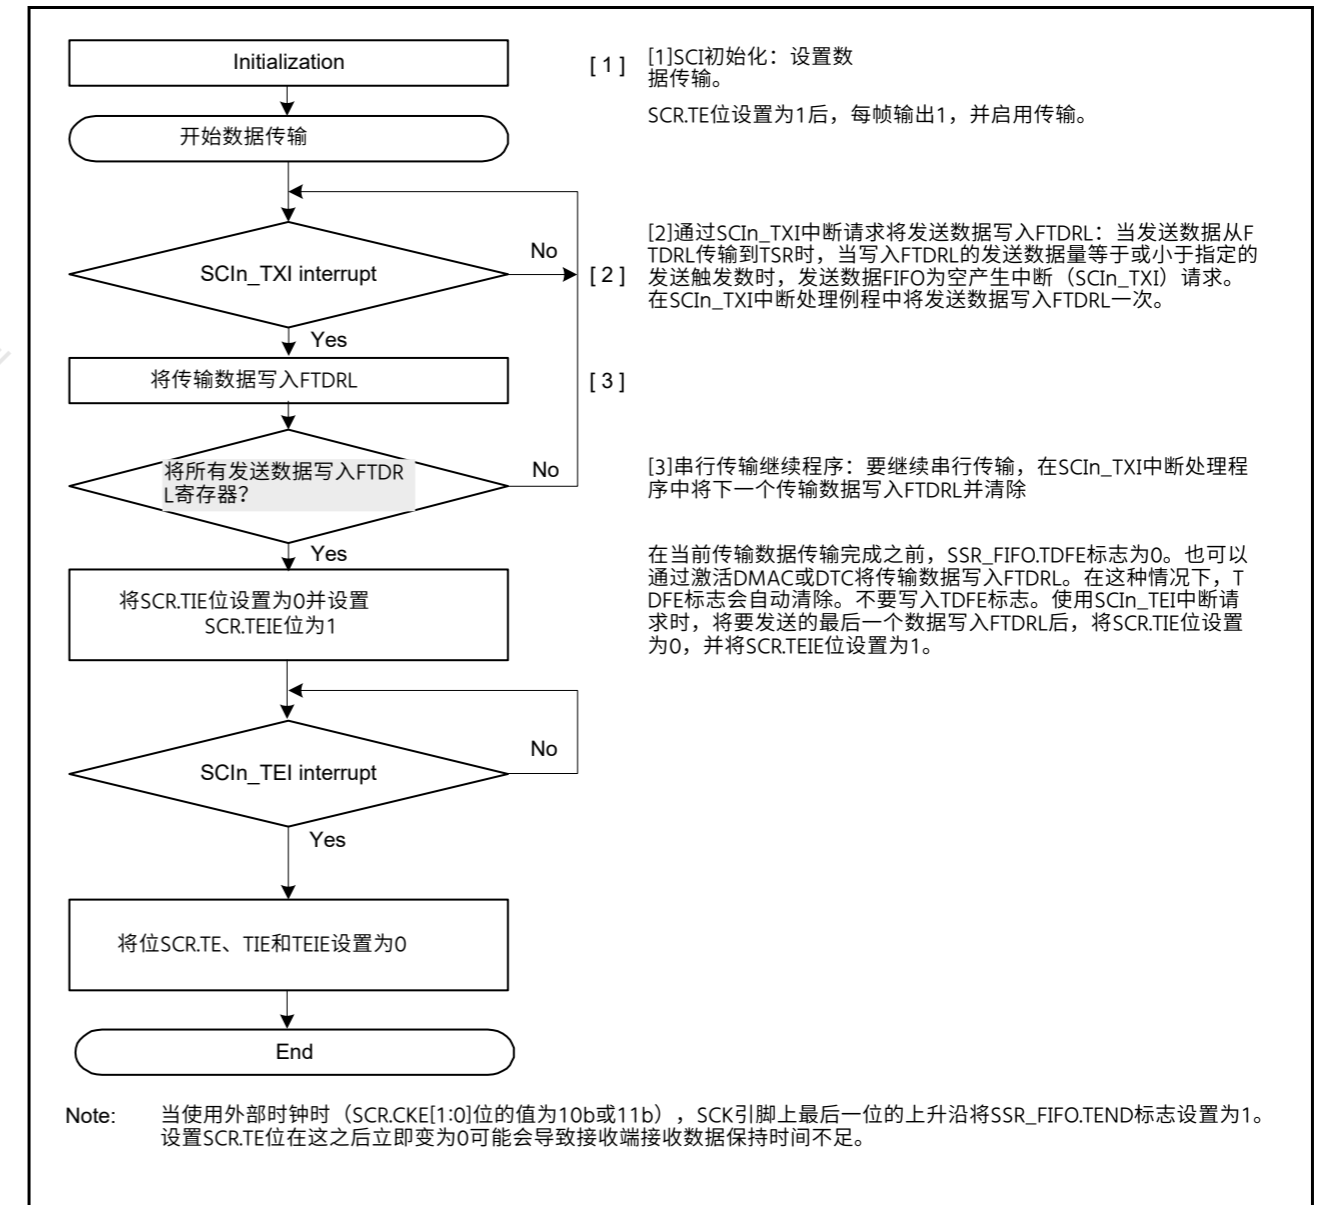 Initialization
[ 1 ]
[1]SCI初始化：设置数
据传输。
SCR.TE位设置为1后，每帧输出1，并启用传输。
开始数据传输
No
SCIn_TXI interrupt
[ 2 ]
[2]通过SCIn_TXI中断请求将发送数据写入FTDRL：当发送数据从F
TDRL传输到TSR时，当写入FTDRL的发送数据量等于或小于指定的
发送触发数时，发送数据FIFO为空产生中断（SCIn_TXI）请求。
在SCIn_TXI中断处理例程中将发送数据写入FTDRL一次。
Yes
将传输数据写入FTDRL
[ 3 ]
将所有发送数据写入FTDR
L寄存器？
No
[3]串行传输继续程序：要继续串行传输，在SCIn_TXI中断处理程
序中将下一个传输数据写入FTDRL并清除
Yes
在当前传输数据传输完成之前，SSR_FIFO.TDFE标志为0。也可以
通过激活DMAC或DTC将传输数据写入FTDRL。在这种情况下，T
DFE标志会自动清除。不要写入TDFE标志。使用SCIn_TEI中断请
求时，将要发送的最后一个数据写入FTDRL后，将SCR.TIE位设置
为0，并将SCR.TEIE位设置为1。
将SCR.TIE位设置为0并设置
SCR.TEIE位为1
No
SCIn_TEI interrupt
Yes
将位SCR.TE、TIE和TEIE设置为0
End
Note: 当使用外部时钟时（SCR.CKE[1:0]位的值为10b或11b），SCK引脚上最后一位的上升沿将SSR_FIFO.TEND标志设置为1。
设置SCR.TE位在这之后立即变为0可能会导致接收端接收数据保持时间不足。